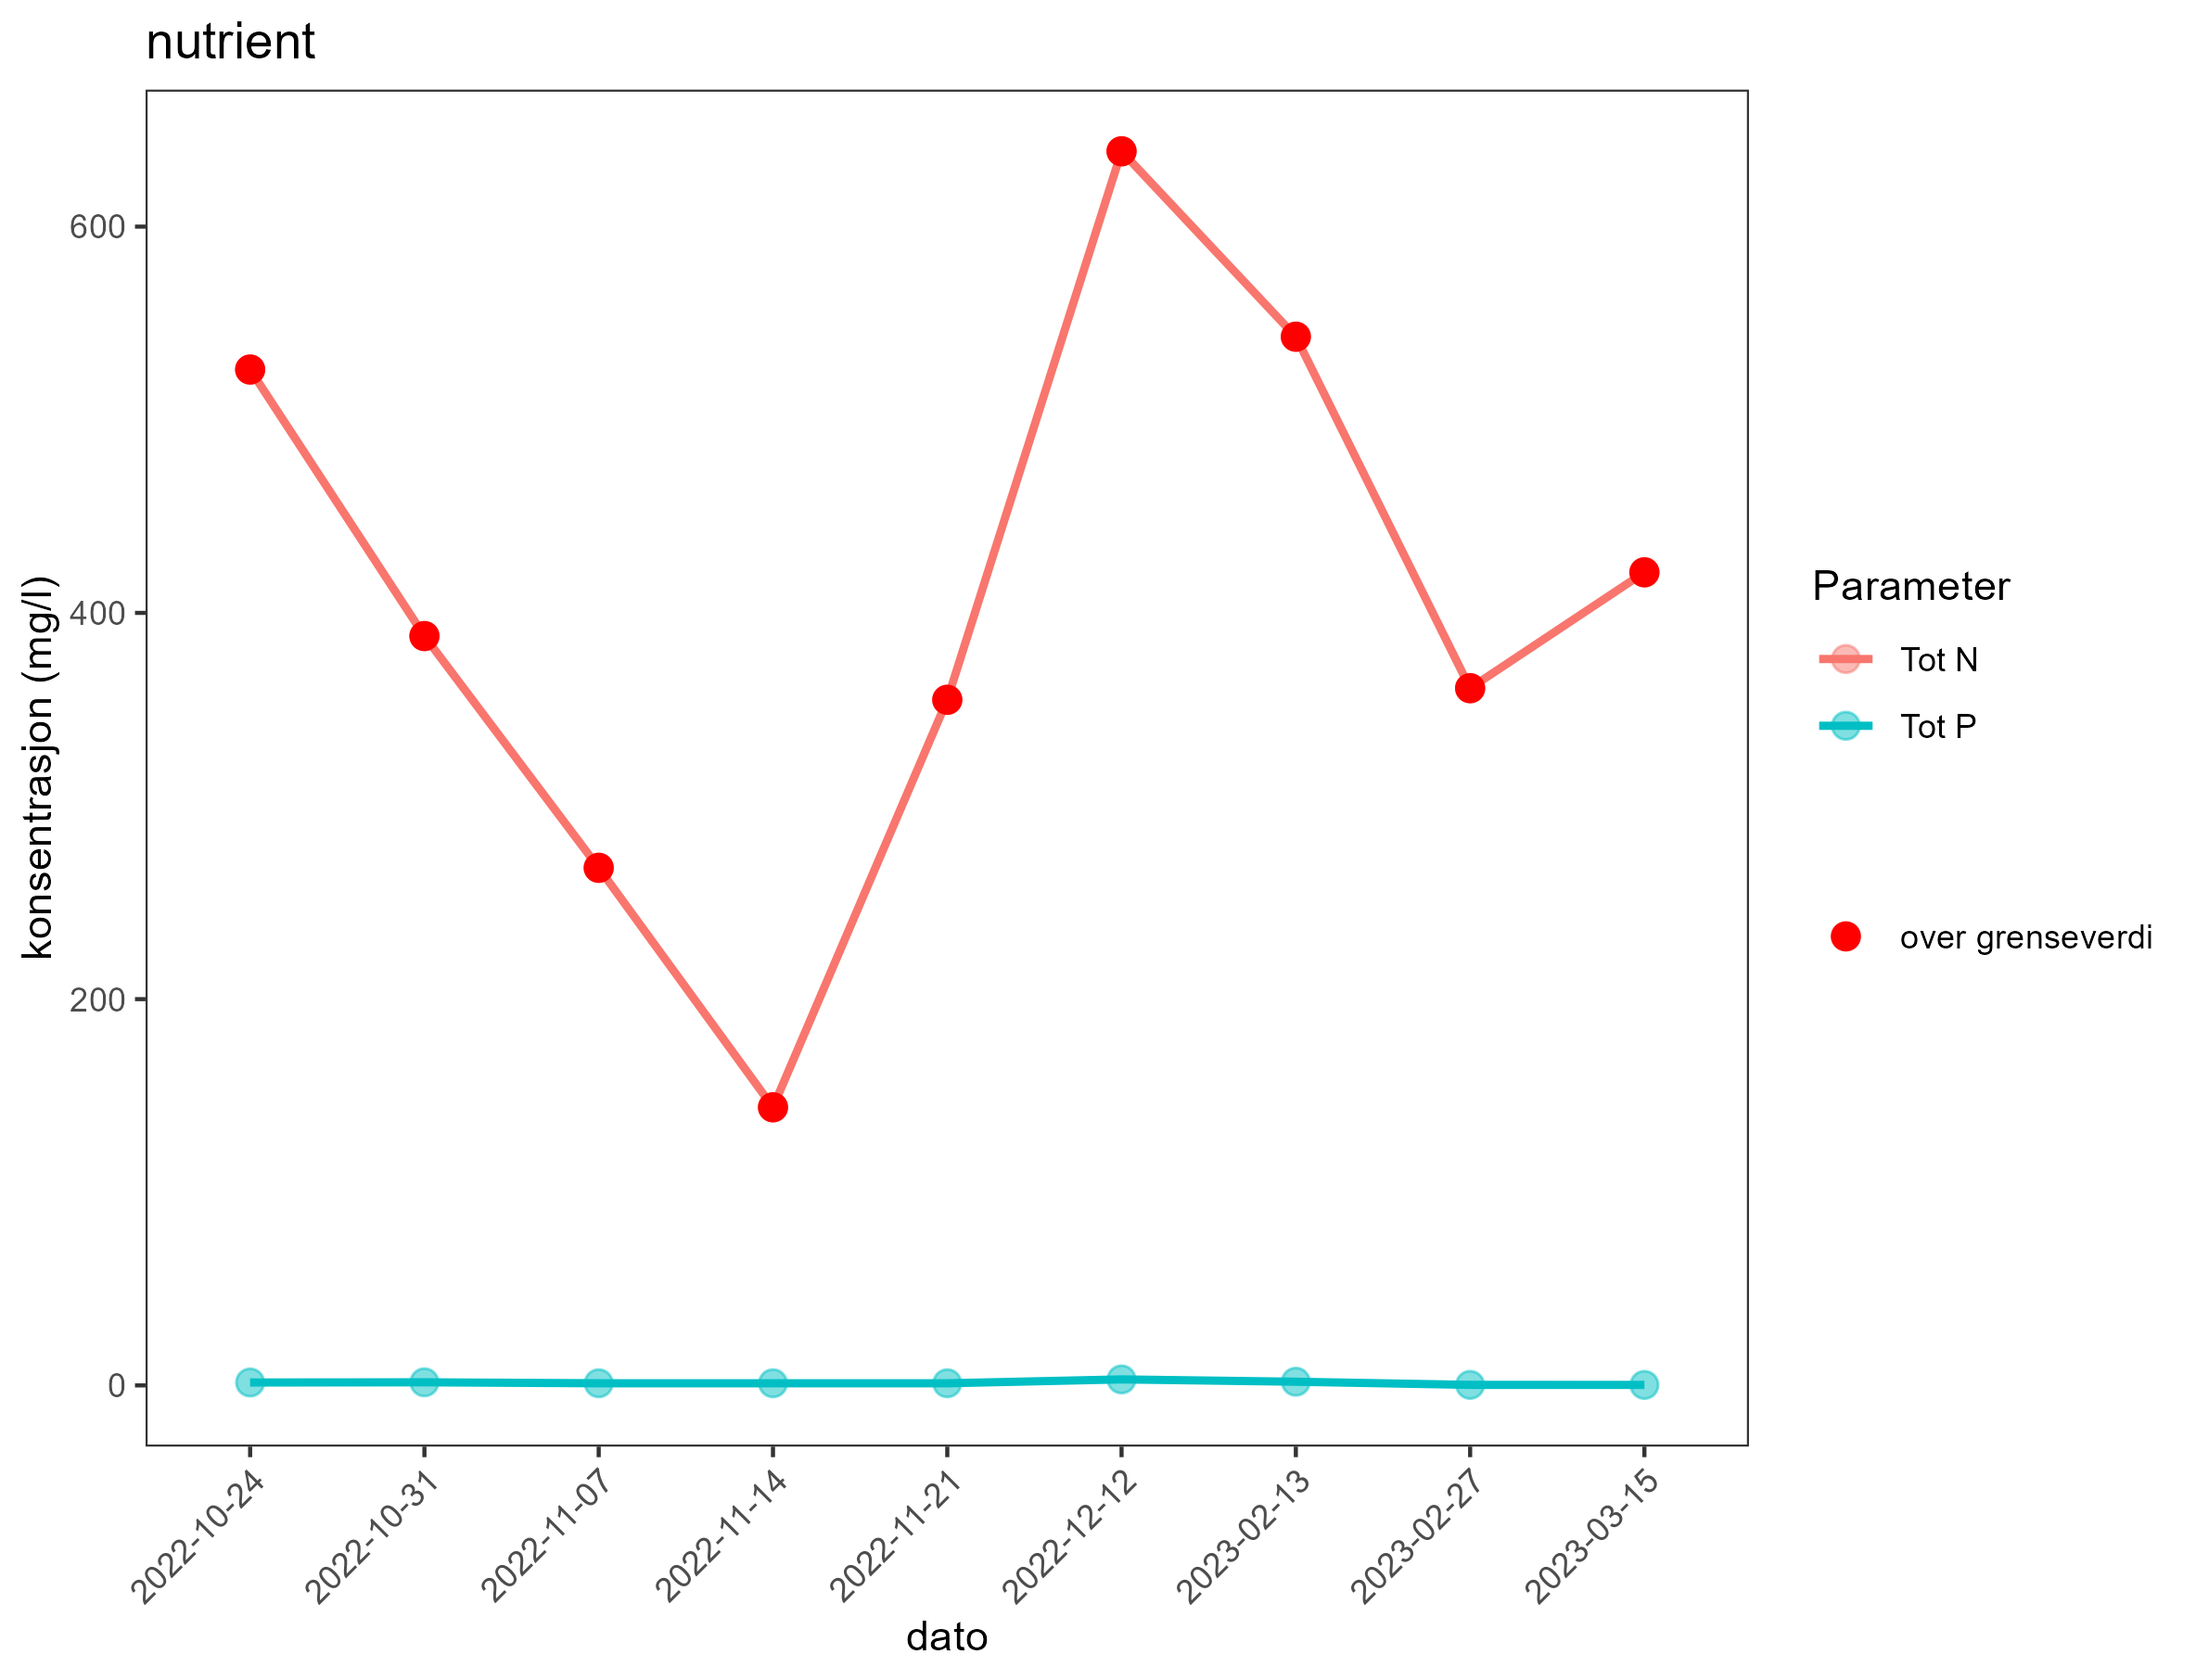 nutrient
konsentrasjon (mg/l)
600
400
200
0
2022-10-24
2022-10-31
2022-11-07
2022-11-14
2022-11-21
2022-12-12
2023-02-13
2023-02-27
2023-03-15
dato
Parameter
Tot N
Tot P
over grenseverdi